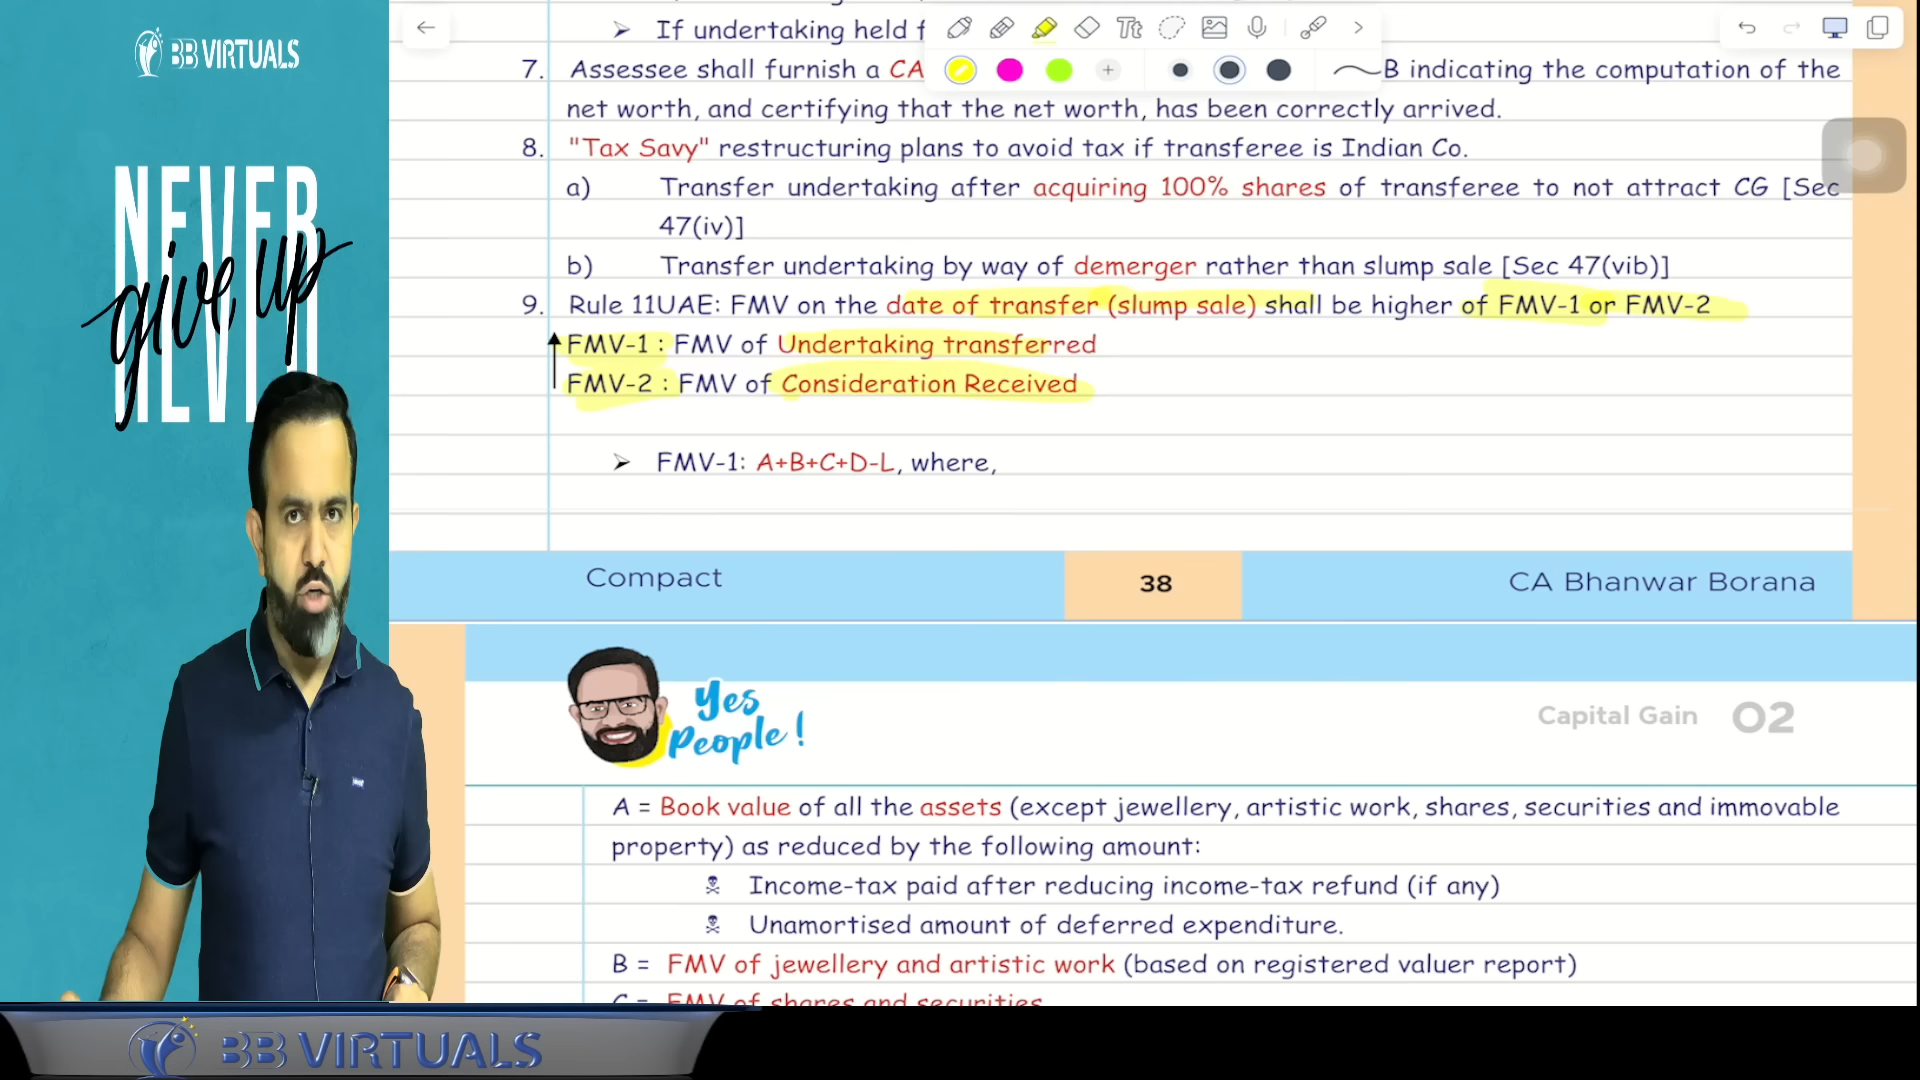 BB VIRTUALS
NEVER
give up
NEVER
If undertaking held f
7. Assessee shall furnish a CA B indicating the computation of the
net worth, and certifying that the net worth, has been correctly arrived.
8. "Tax Savy" restructuring plans to avoid tax if transferee is Indian Co.
a) Transfer undertaking after acquiring 100% shares of transferee to not attract CG [Sec
47(iv)]
b) Transfer undertaking by way of demerger rather than slump sale [Sec 47(vib)]
9. Rule 11UAE: FMV on the date of transfer (slump sale) shall be higher of FMV-1 or FMV-2
FMV-1 : FMV of Undertaking transferred
FMV-2 : FMV of Consideration Received
FMV-1: A+B+C+D-L, where,
Compact 38 CA Bhanwar Borana
Yes
People !
Capital Gain 02
A = Book value of all the assets (except jewellery, artistic work, shares, securities and immovable
property) as reduced by the following amount:
Income-tax paid after reducing income-tax refund (if any)
Unamortised amount of deferred expenditure.
B = FMV of jewellery and artistic work (based on registered valuer report)
C = FMV of shares and securities
BB VIRTUALS